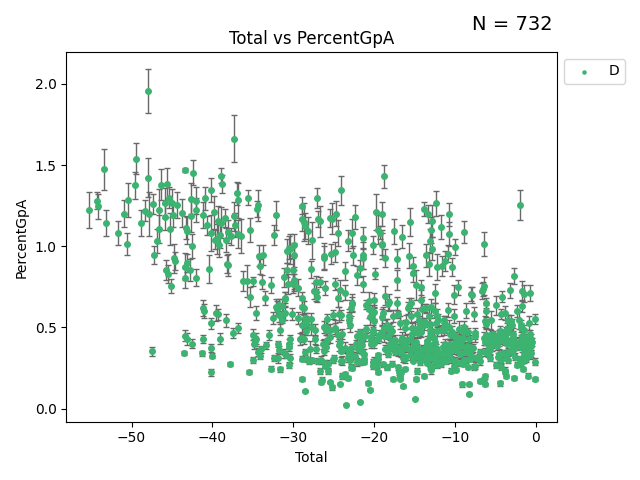 N = 732
Total vs PercentGpA
D
PercentGpA
2.0
1.5
1.0
0.5
0.0
−50 −40 −30 −20 −10 0
Total